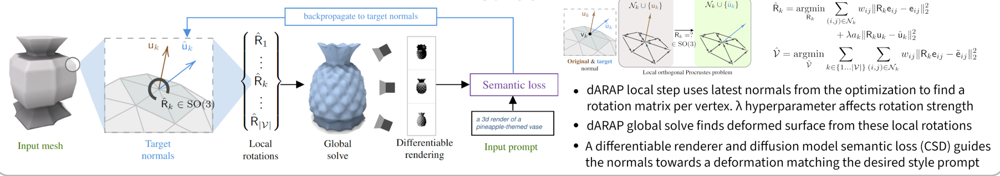 backpropagate to target normals
u_k
û_k
R̂_k ∈ SO(3)
R̂_1
⋮
R̂_k
⋮
R̂_|𝒱|
Semantic loss
a 3d render of a
pineapple-themed vase
Input mesh
Target
normals
Local
rotations
Global
solve
Differentiable
rendering
Input prompt
u_k
û_k
v_k
Original & target
normal
𝒩_k ∪ {u_k}
R_k =?
∈ SO(3)
𝒩_k ∪ {û_k}
Local orthogonal Procrustes problem
R̂_k = argmin_{R_k} ∑_{(i,j)∈𝒩_k} w_ij‖R_k e_ij − ẽ_ij‖₂²
+ λa_k‖R_k u_k − û_k‖₂²
𝒱̂ = argmin_{𝒱̃} ∑_{k∈{1…|𝒱|}} ∑_{(i,j)∈𝒩_k} w_ij‖R_k e_ij − ẽ_ij‖₂²
• dARAP local step uses latest normals from the optimization to find a
rotation matrix per vertex. λ hyperparameter affects rotation strength
• dARAP global solve finds deformed surface from these local rotations
• A differentiable renderer and diffusion model semantic loss (CSD) guides
the normals towards a deformation matching the desired style prompt